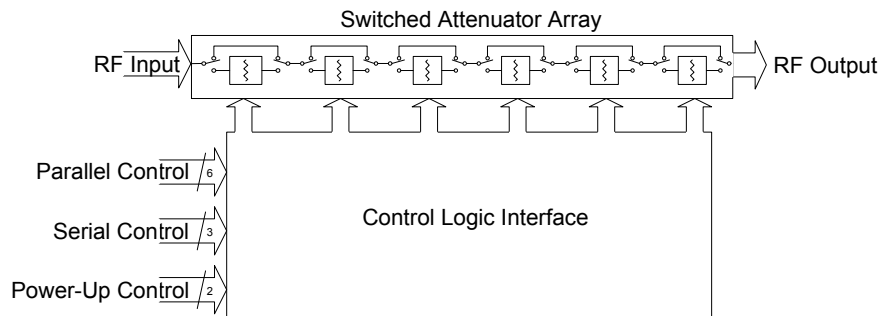 Switched Attenuator Array
RF Input
RF Output
Parallel Control
6
Serial Control
3
Control Logic Interface
Power-Up Control
2